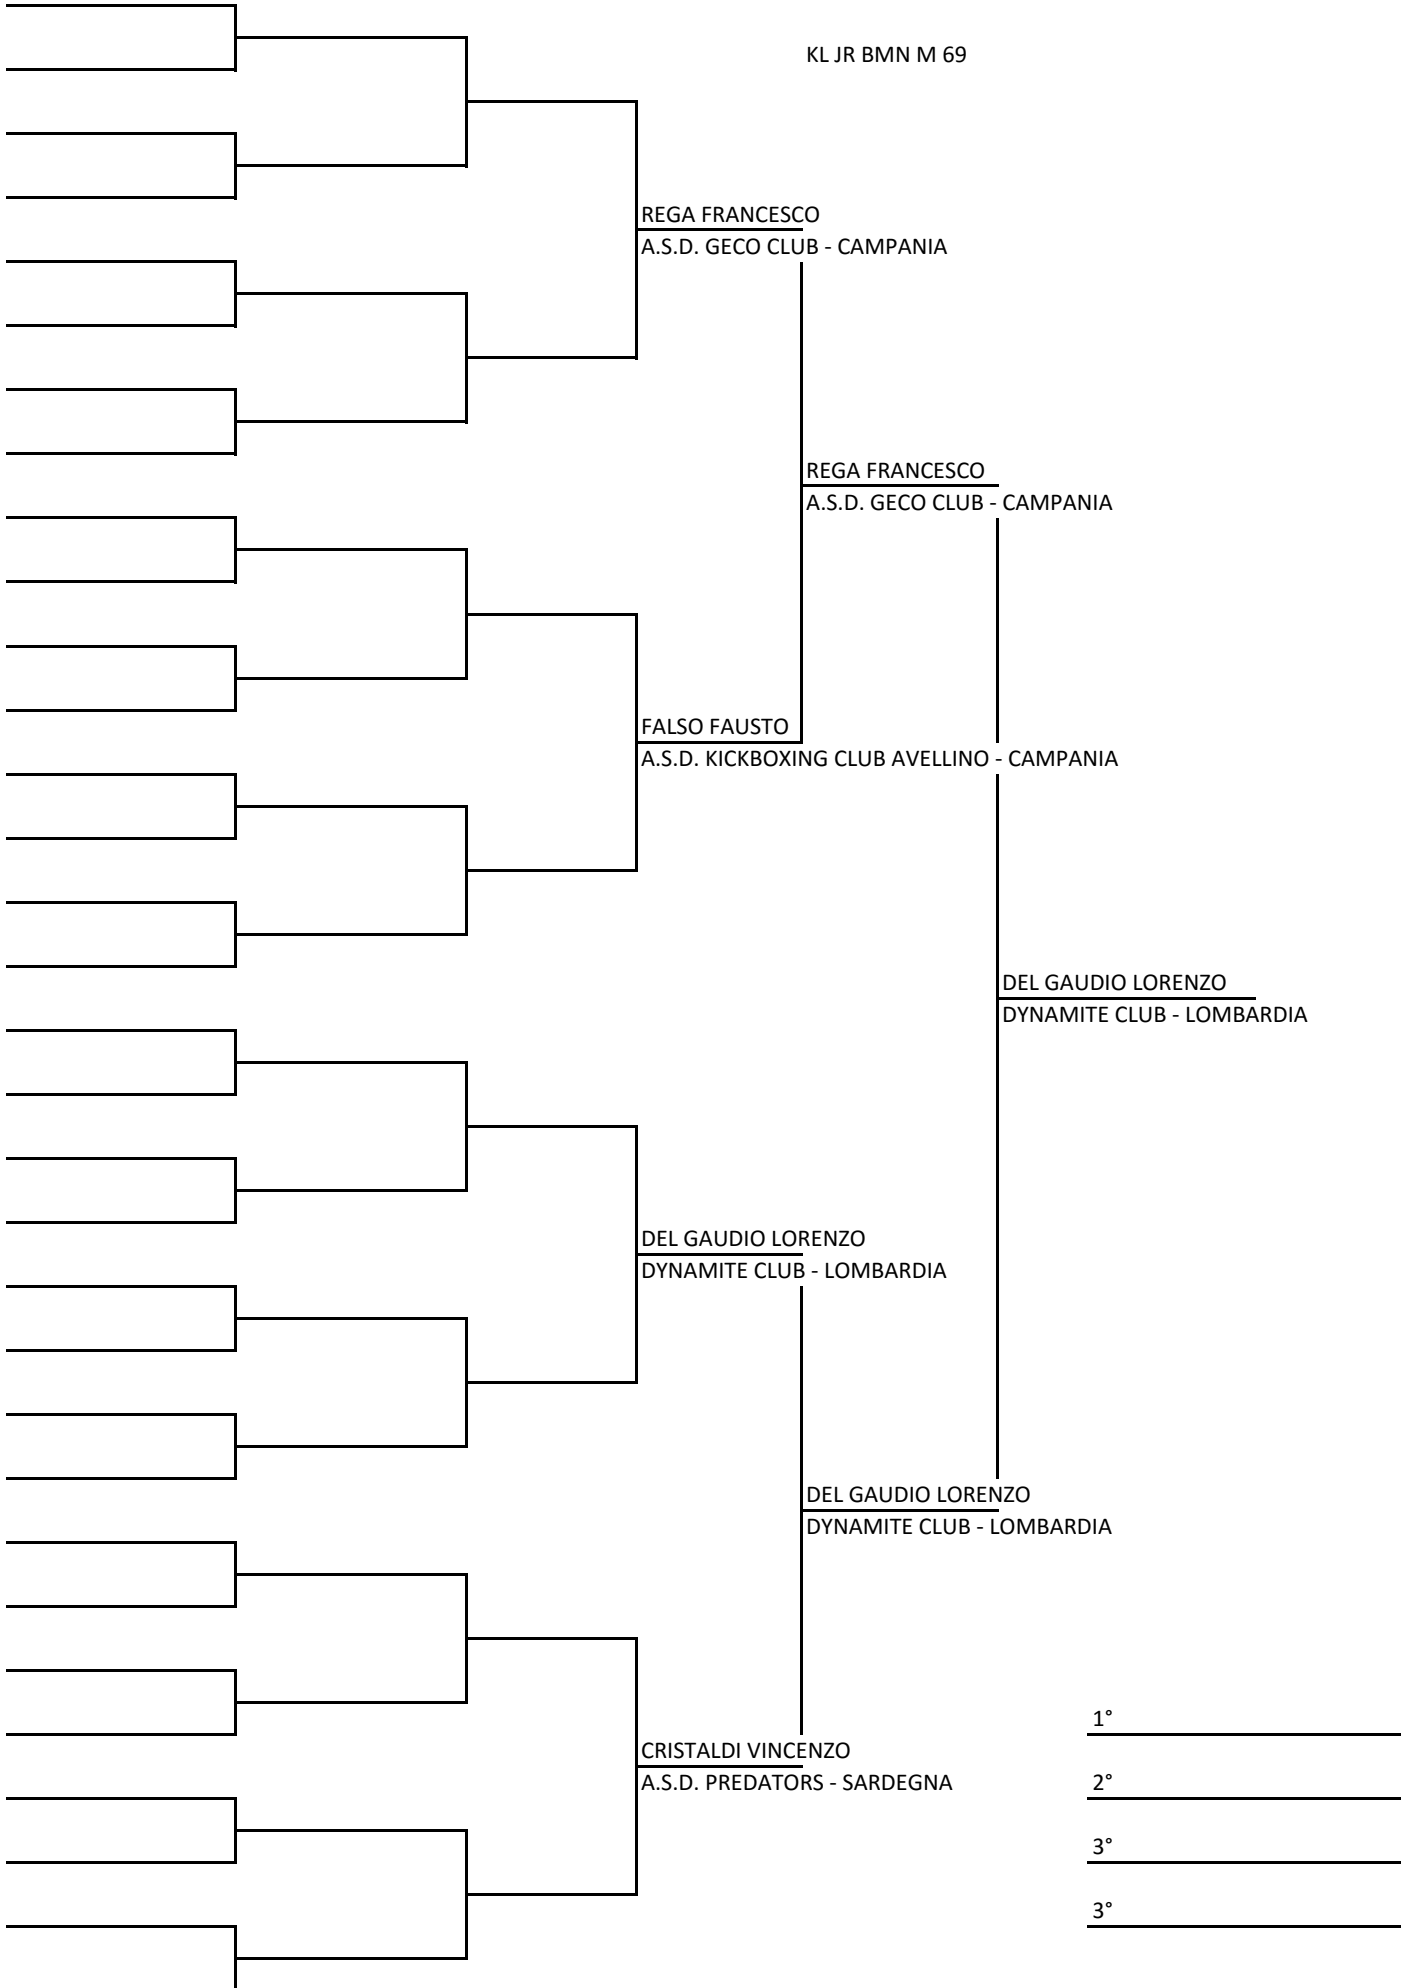 KL JR BMN M 69
REGA FRANCESCO
A.S.D. GECO CLUB - CAMPANIA
REGA FRANCESCO
A.S.D. GECO CLUB - CAMPANIA
FALSO FAUSTO
A.S.D. KICKBOXING CLUB AVELLINO - CAMPANIA
DEL GAUDIO LORENZO
DYNAMITE CLUB - LOMBARDIA
DEL GAUDIO LORENZO
DYNAMITE CLUB - LOMBARDIA
DEL GAUDIO LORENZO
DYNAMITE CLUB - LOMBARDIA
1°
CRISTALDI VINCENZO
A.S.D. PREDATORS - SARDEGNA
2°
3°
3°